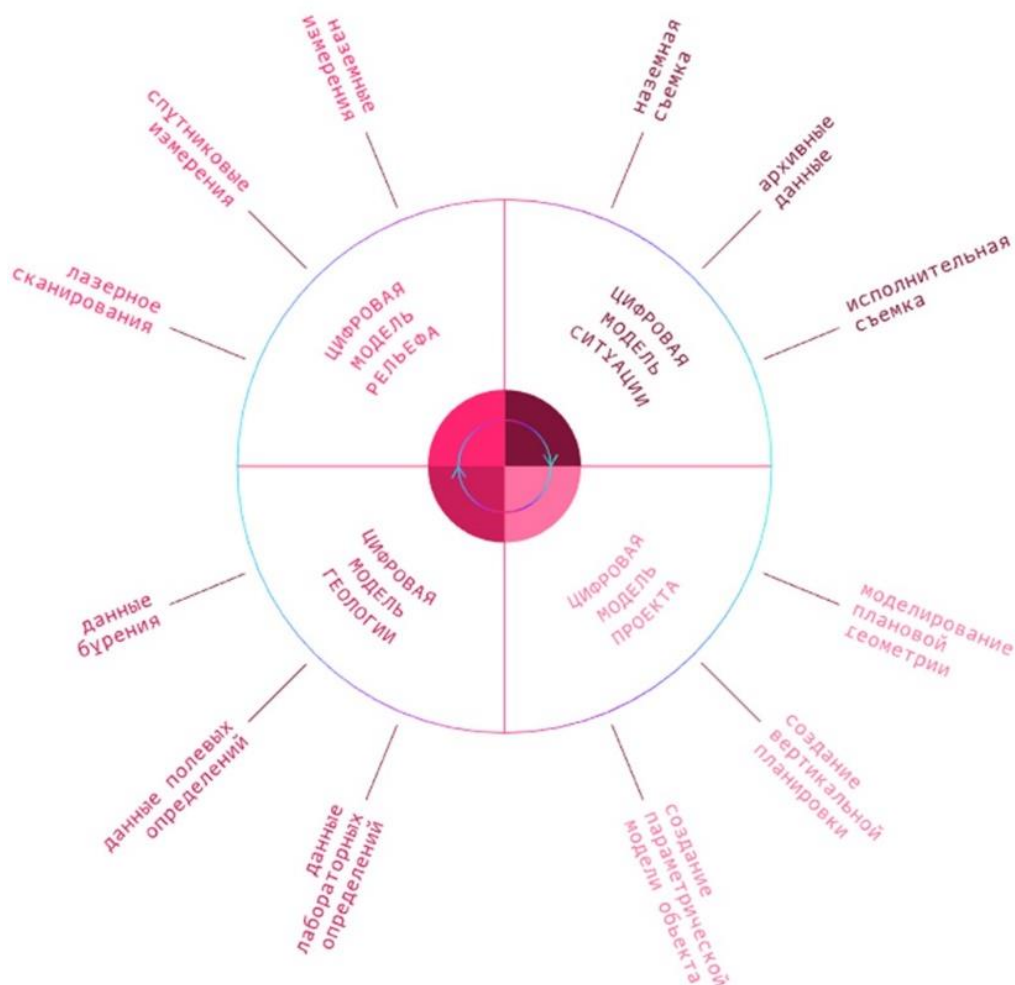 наземные
измерения
спутниковые
измерения
лазерное
сканирования
наземная
съемка
архивные
данные
исполнительная
съемка
ЦИФРОВАЯ
МОДЕЛЬ
РЕЛЬЕФА
ЦИФРОВАЯ
МОДЕЛЬ
СИТУАЦИИ
ЦИФРОВАЯ
МОДЕЛЬ
ГЕОЛОГИИ
ЦИФРОВАЯ
МОДЕЛЬ
ПРОЕКТА
данные
бурения
данные полевых
определений
данные
лабораторных
определений
моделирование
плановой
геометрии
создание
вертикальной
планировки
создание
параметрической
модели обьекта